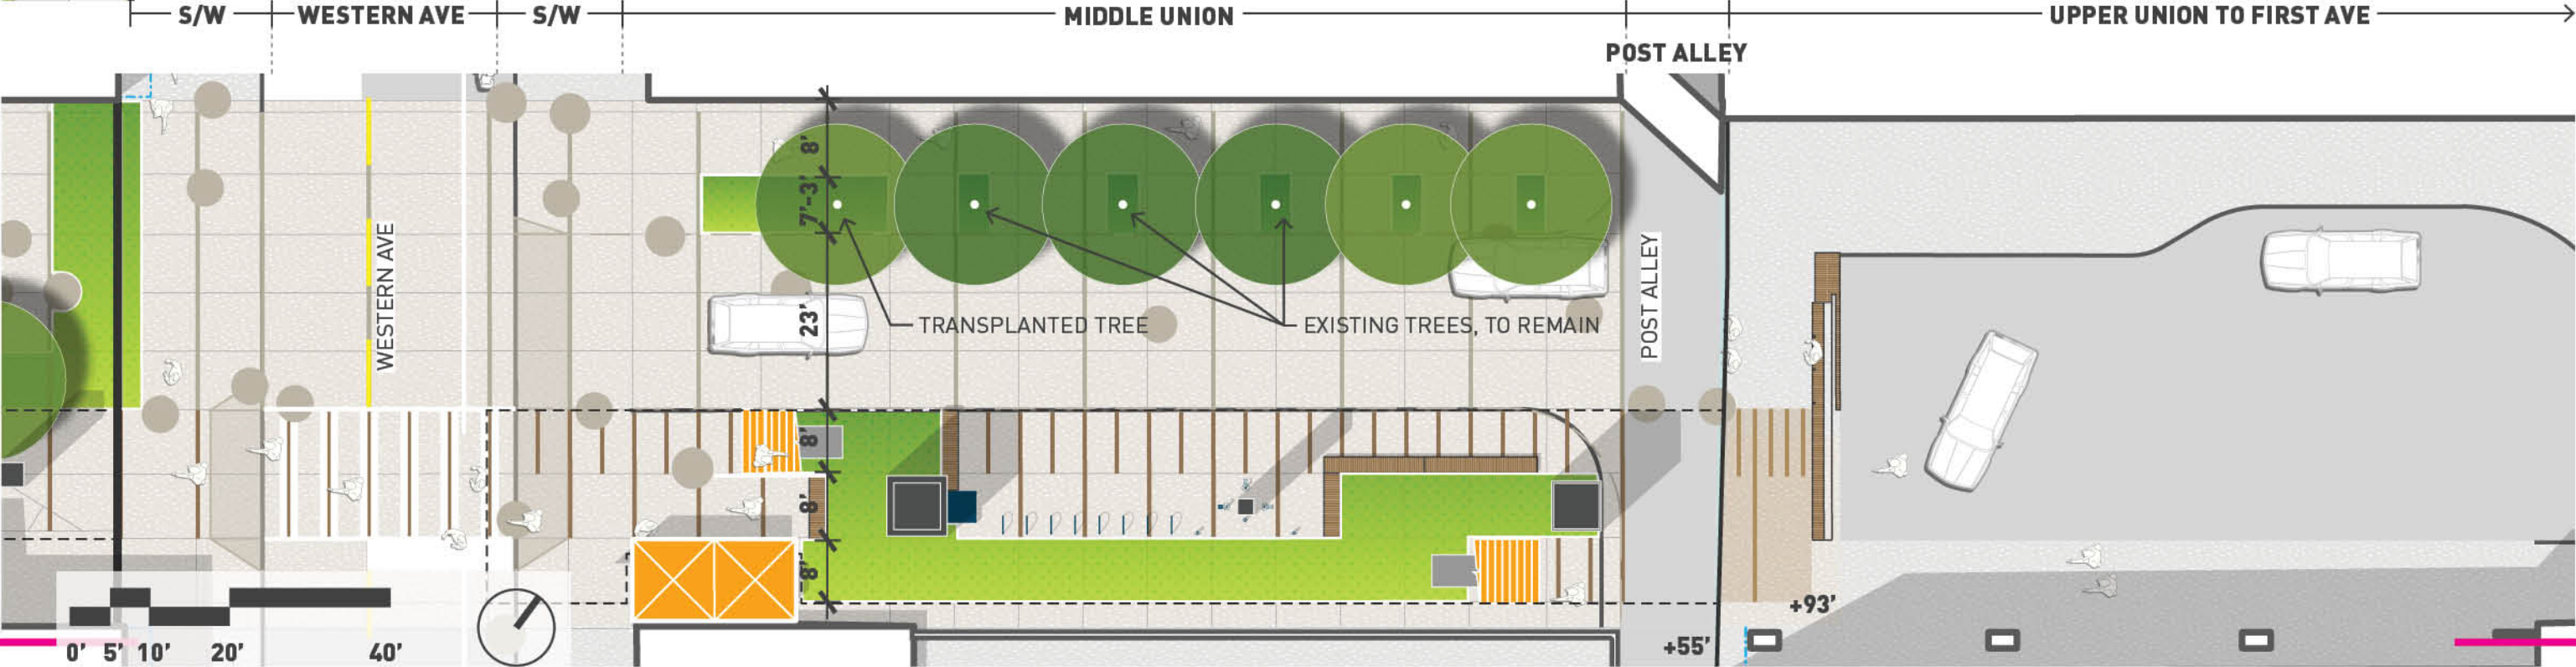 S/W
WESTERN AVE
S/W
MIDDLE UNION
UPPER UNION TO FIRST AVE
POST ALLEY
8'
7'-3'
WESTERN AVE
POST ALLEY
23'
TRANSPLANTED TREE
EXISTING TREES, TO REMAIN
8'
8'
8'
+93'
+55'
0' 5' 10' 20' 40'